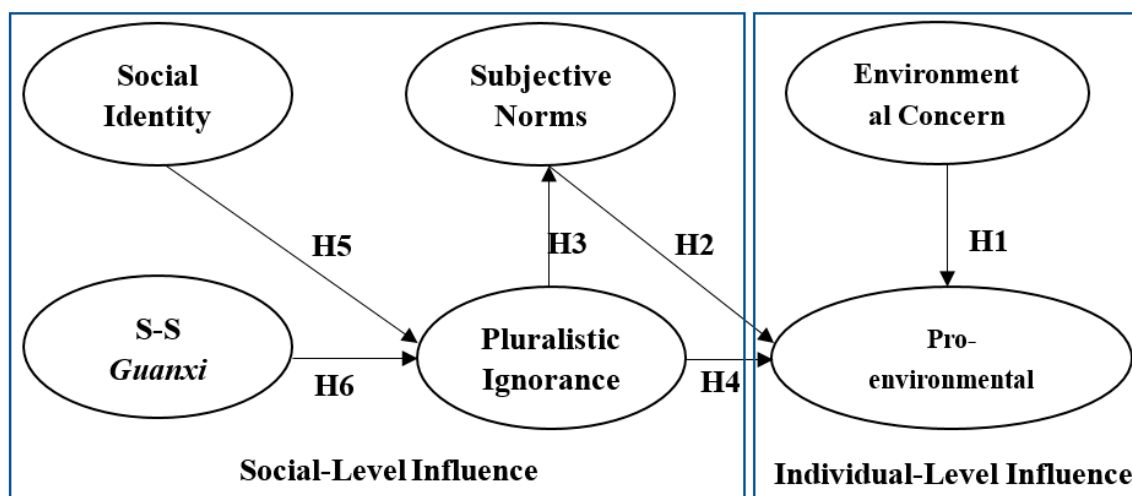 Social
Identity
Subjective
Norms
Environment
al Concern
H5
H3
H2
H1
S-S
Guanxi
H6
Pluralistic
Ignorance
H4
Pro-
environmental
Social-Level Influence
Individual-Level Influence